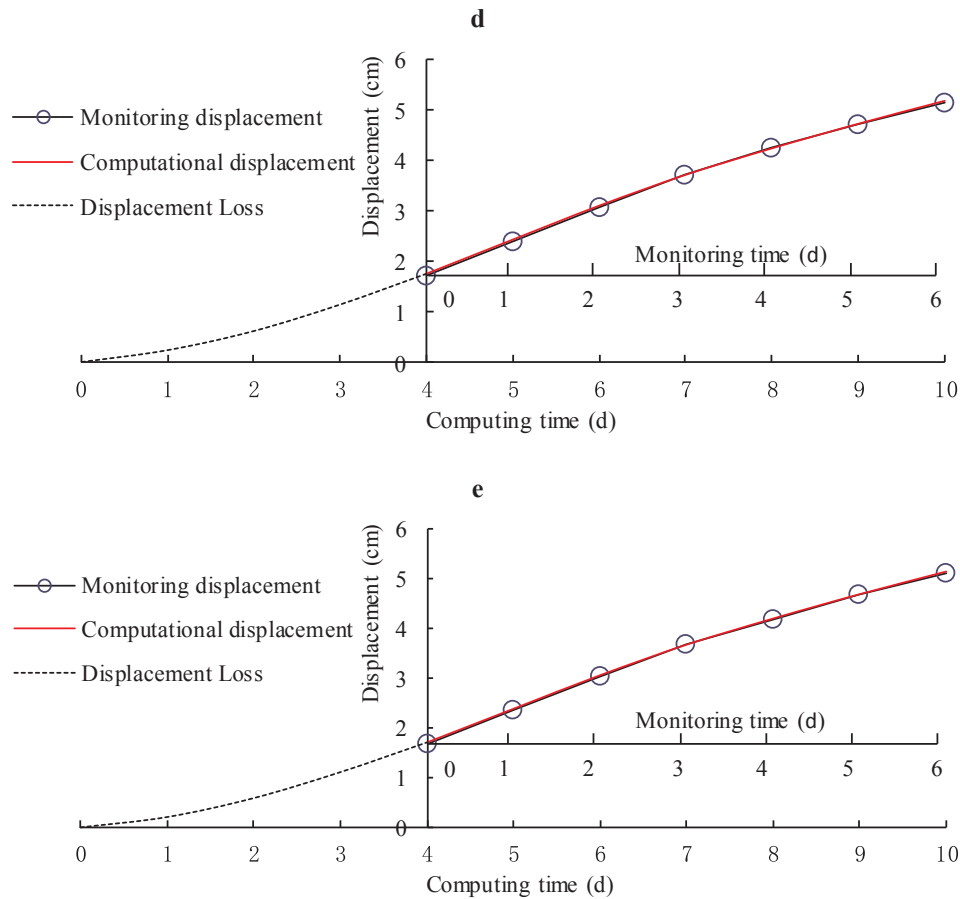 d
Displacement (cm)
6
5
4
3
2
1
0
Monitoring displacement
Computational displacement
Displacement Loss
Monitoring time (d)
0 1 2 3 4 5 6
0 1 2 3 4 5 6 7 8 9 10
Computing time (d)
e
Displacement (cm)
6
5
4
3
2
1
0
Monitoring displacement
Computational displacement
Displacement Loss
Monitoring time (d)
0 1 2 3 4 5 6
0 1 2 3 4 5 6 7 8 9 10
Computing time (d)